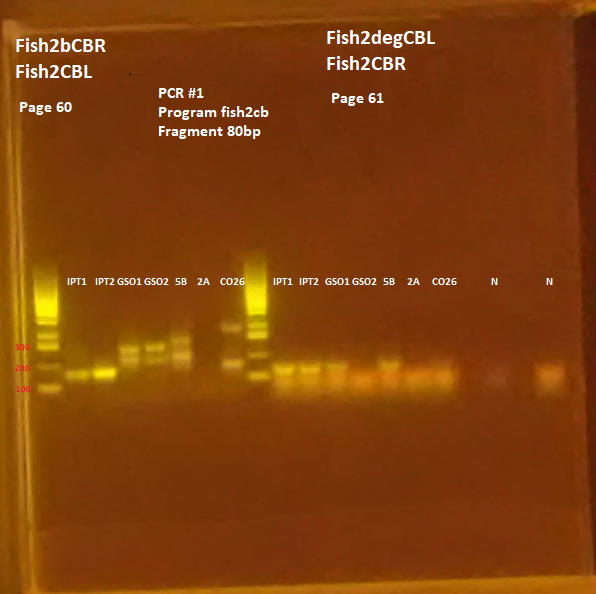 Fish2bCBR
Fish2CBL
Page 60
PCR #1
Program fish2cb
Fragment 80bp
Fish2degCBL
Fish2CBR
Page 61
IPT1 IPT2 GSO1 GSO2 5B 2A CO26 IPT1 IPT2 GSO1 GSO2 5B 2A CO26 N N
300
200
100